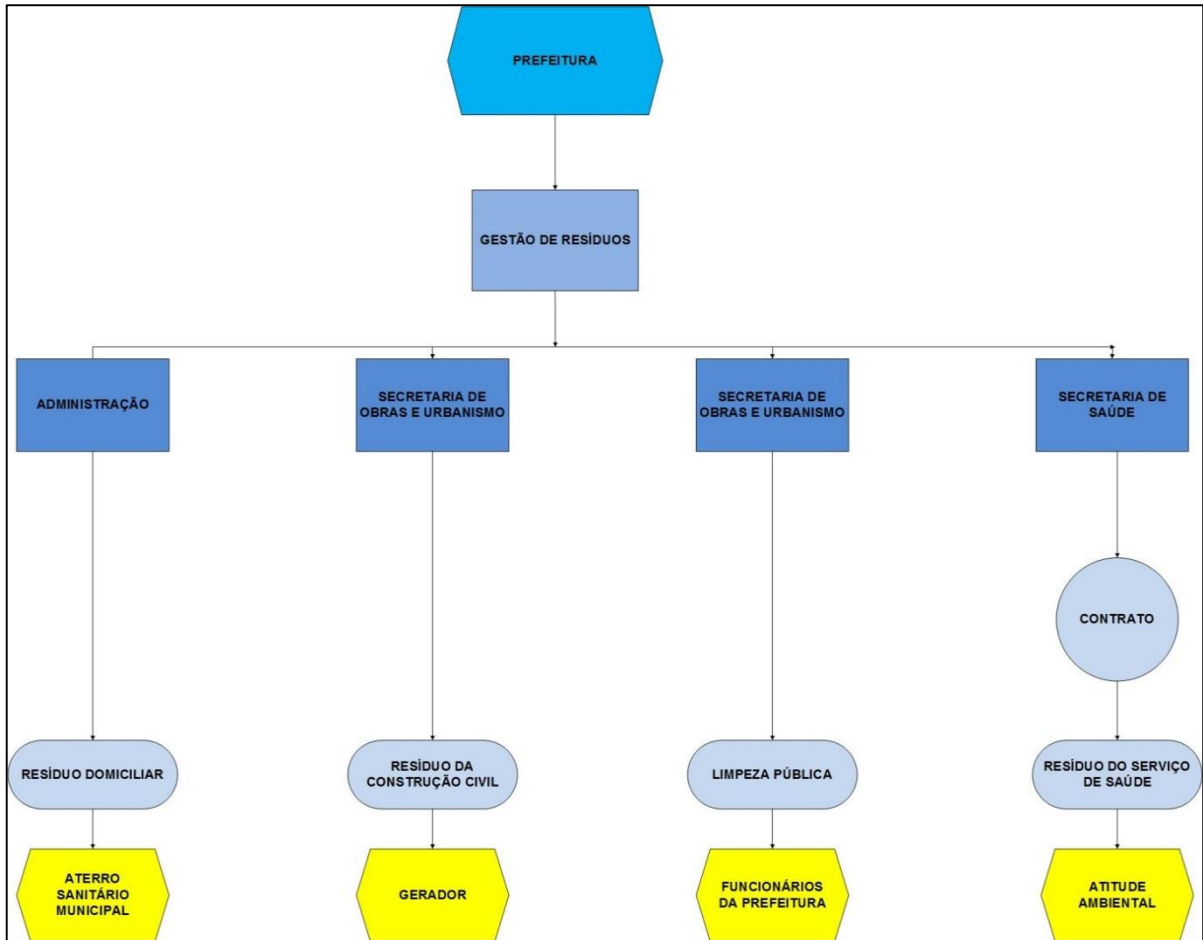 PREFEITURA
GESTÃO DE RESÍDUOS
ADMINISTRAÇÃO
SECRETARIA DE
OBRAS E URBANISMO
SECRETARIA DE
OBRAS E URBANISMO
SECRETARIA DE
SAÚDE
CONTRATO
RESÍDUO DOMICILIAR
RESÍDUO DA
CONSTRUÇÃO CIVIL
LIMPEZA PÚBLICA
RESÍDUO DO SERVIÇO
DE SAÚDE
ATERRO
SANITÁRIO
MUNICIPAL
GERADOR
FUNCIONÁRIOS
DA PREFEITURA
ATITUDE
AMBIENTAL